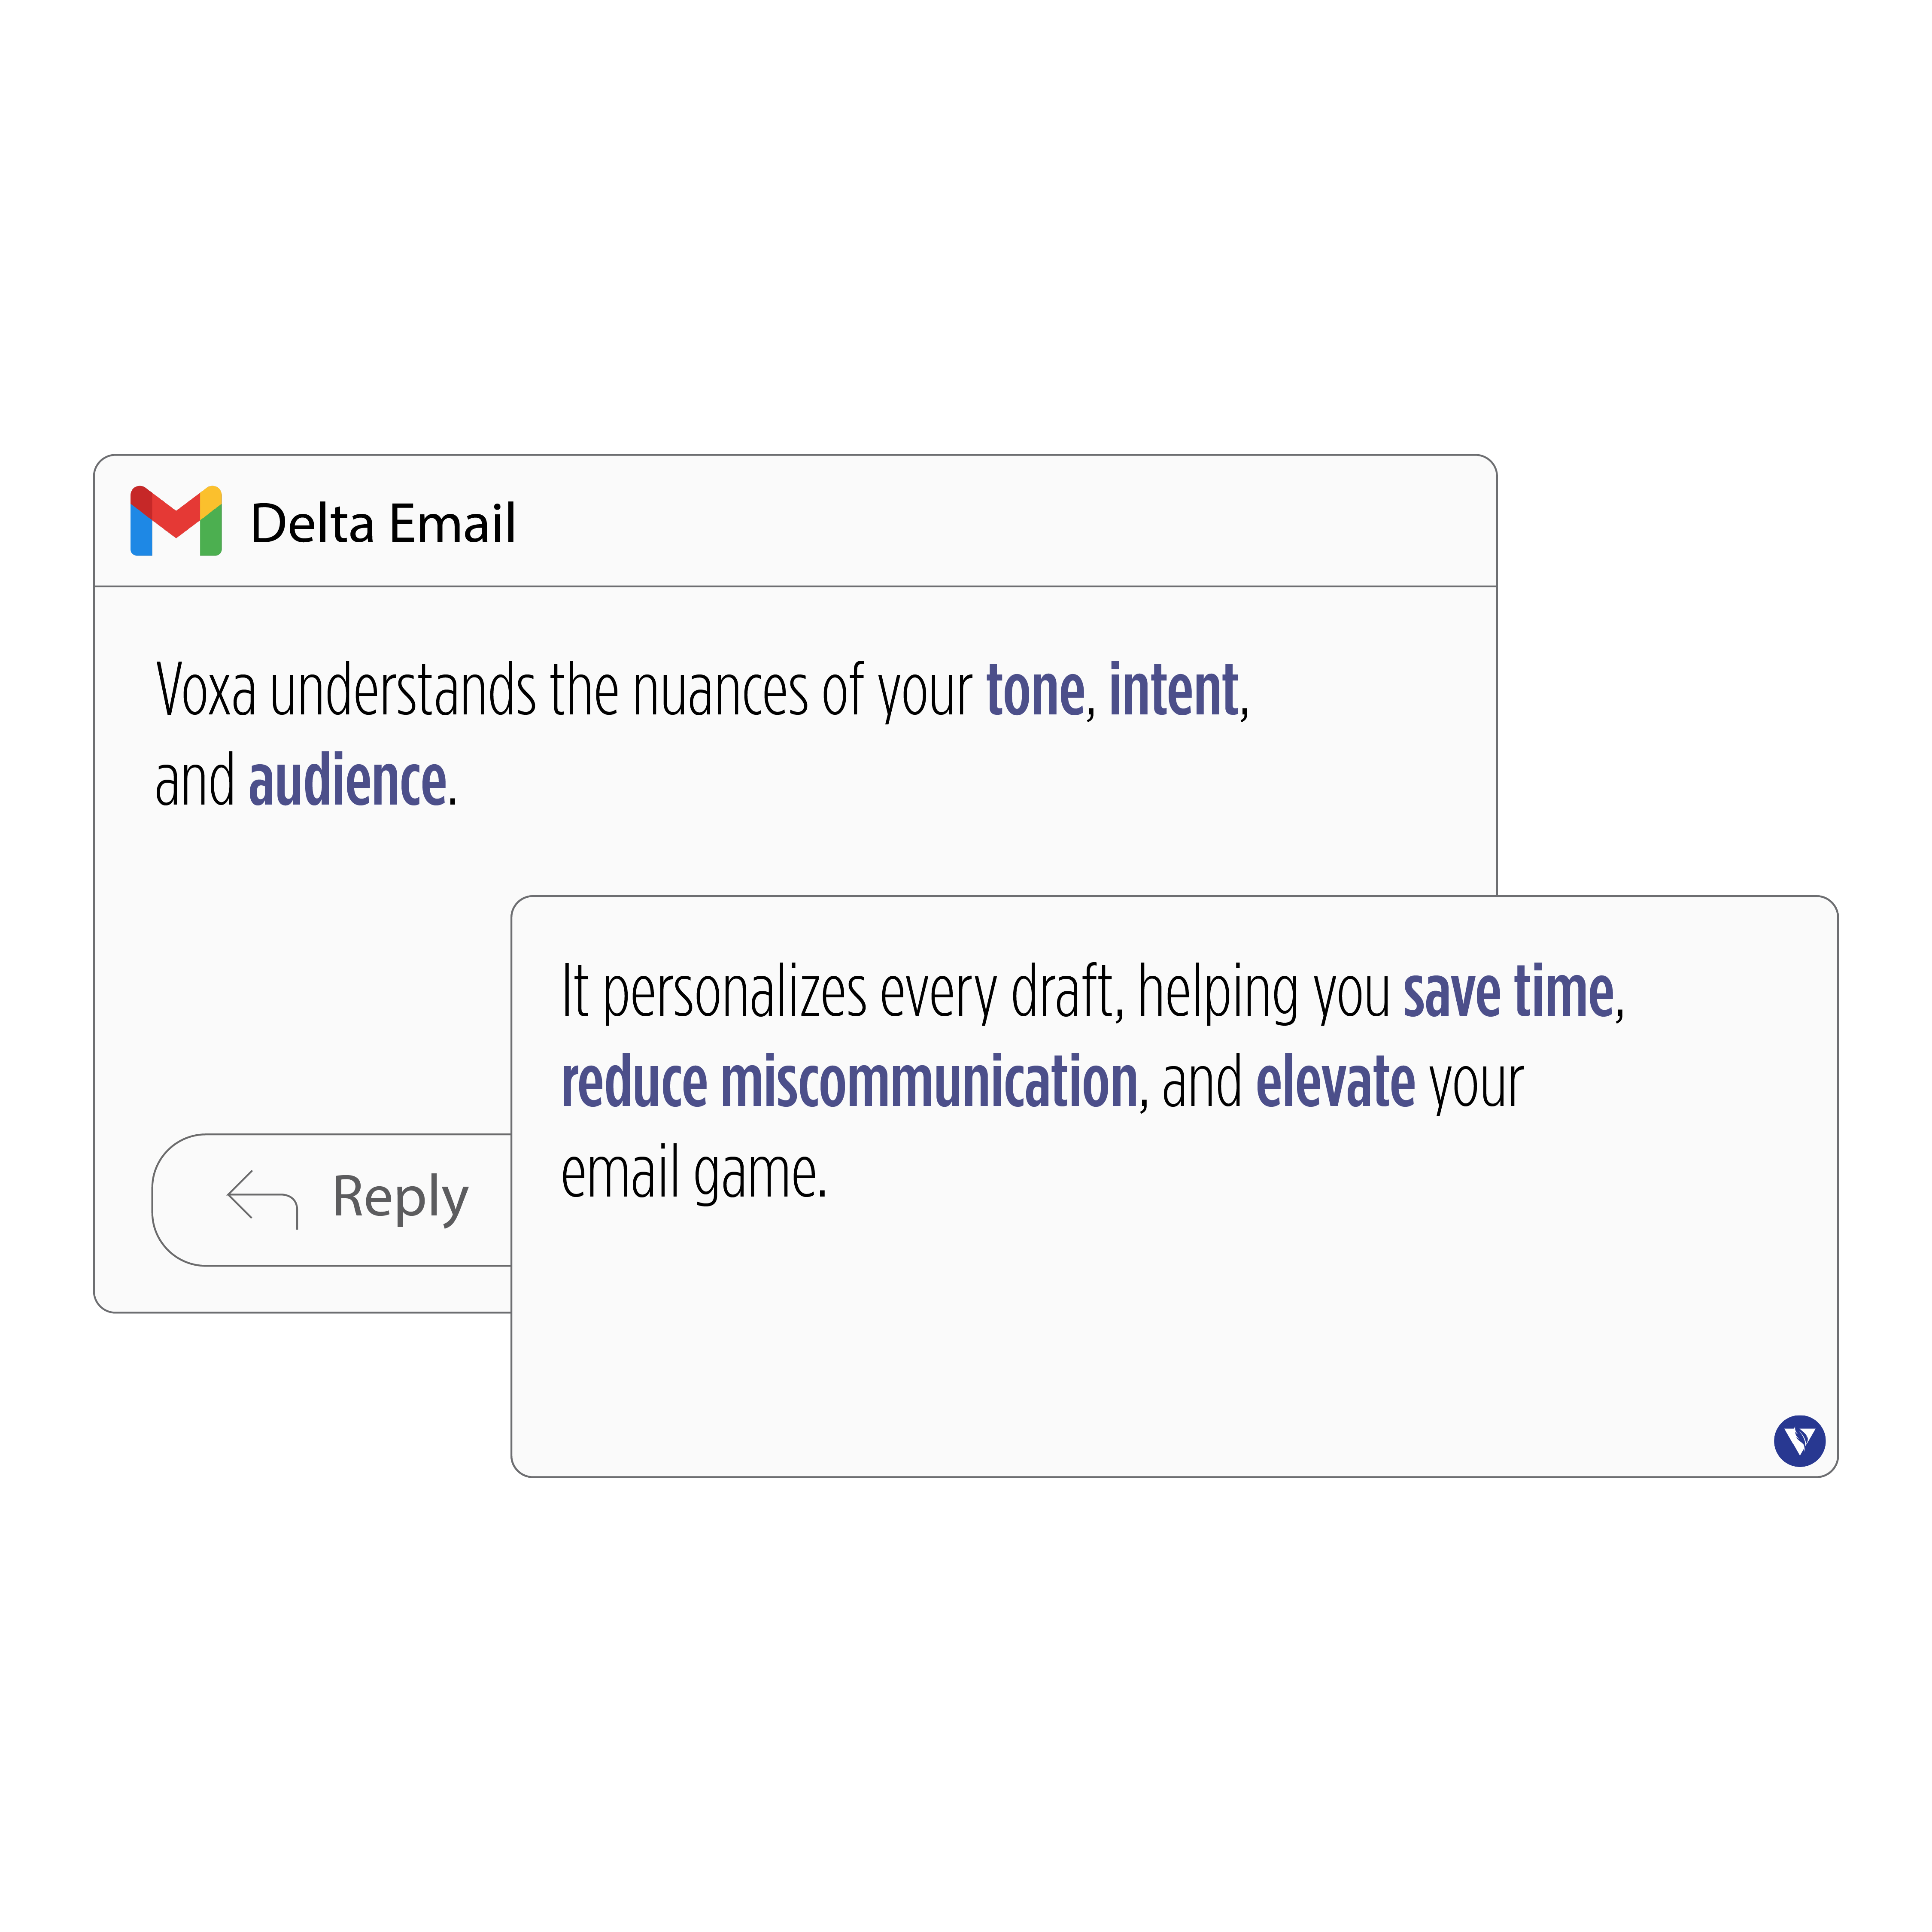 Delta Email
Voxa understands the nuances of your tone, intent,
and audience.
It personalizes every draft, helping you save time,
reduce miscommunication, and elevate your
email game.
Reply